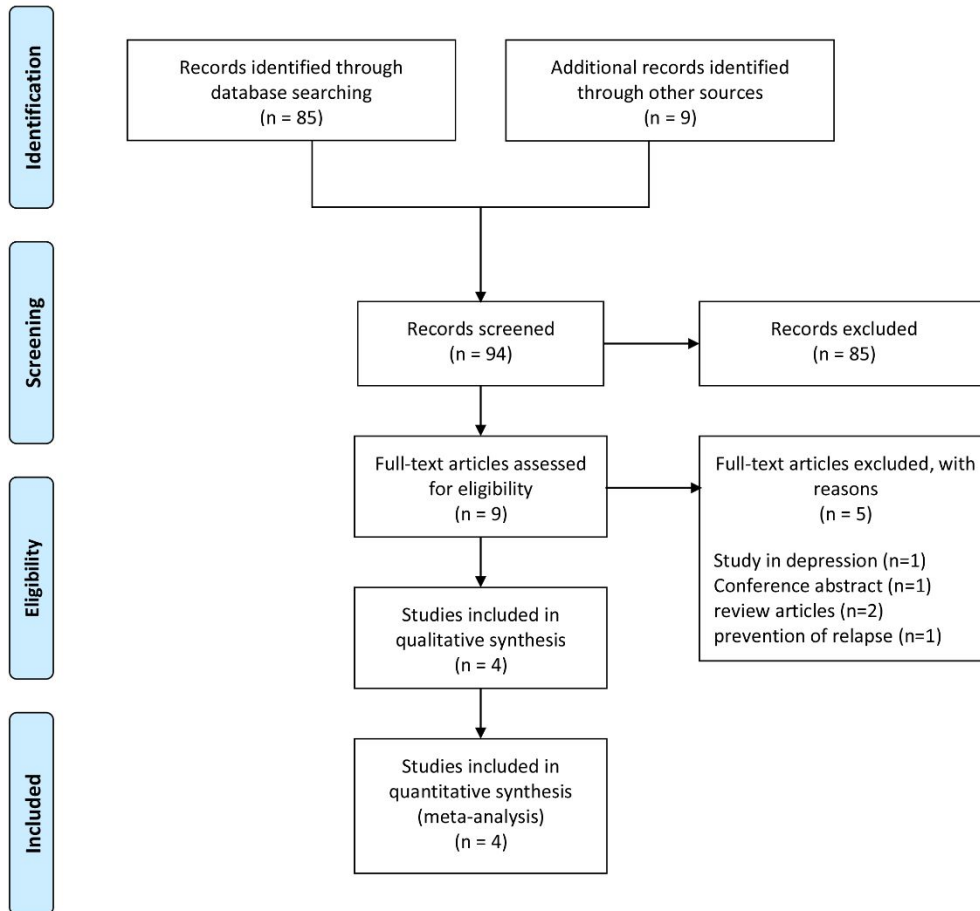 Identification
Records identified through
database searching
(n = 85)
Additional records identified
through other sources
(n = 9)
Screening
Records screened
(n = 94)
Records excluded
(n = 85)
Eligibility
Full-text articles assessed
for eligibility
(n = 9)
Full-text articles excluded, with
reasons
(n = 5)
Study in depression (n=1)
Conference abstract (n=1)
review articles (n=2)
prevention of relapse (n=1)
Studies included in
qualitative synthesis
(n = 4)
Included
Studies included in
quantitative synthesis
(meta-analysis)
(n = 4)